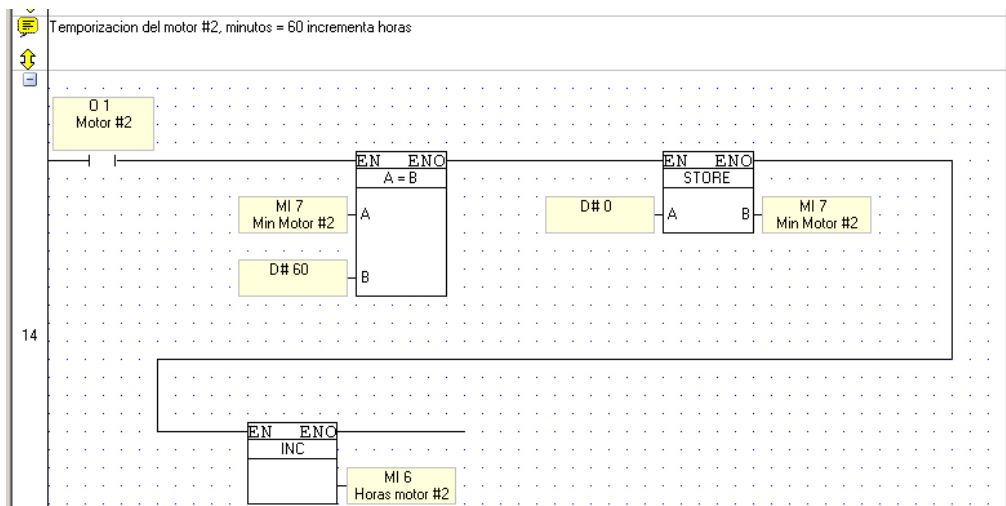 Temporizacion del motor #2, minutos = 60 incrementa horas
O 1
Motor #2
EN ENO
A = B
MI 7
Min Motor #2
A
D# 60
B
EN ENO
STORE
D# 0
A
B
MI 7
Min Motor #2
14
EN ENO
INC
MI 6
Horas motor #2